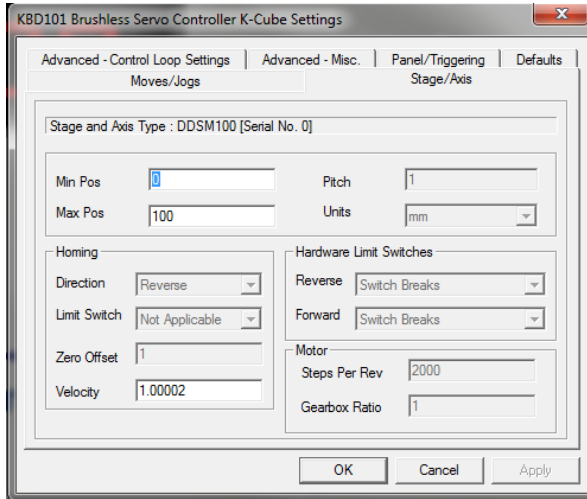 KBD101 Brushless Servo Controller K-Cube Settings
Advanced - Control Loop Settings Advanced - Misc. Panel/Triggering Defaults
Moves/Jogs Stage/Axis
Stage and Axis Type : DDSM100 [Serial No. 0]
Min Pos 0 Pitch 1
Max Pos 100 Units mm
Homing Hardware Limit Switches
Direction Reverse Reverse Switch Breaks
Limit Switch Not Applicable Forward Switch Breaks
Motor
Zero Offset 1 Steps Per Rev 2000
Velocity 1.00002 Gearbox Ratio 1
OK Cancel Apply